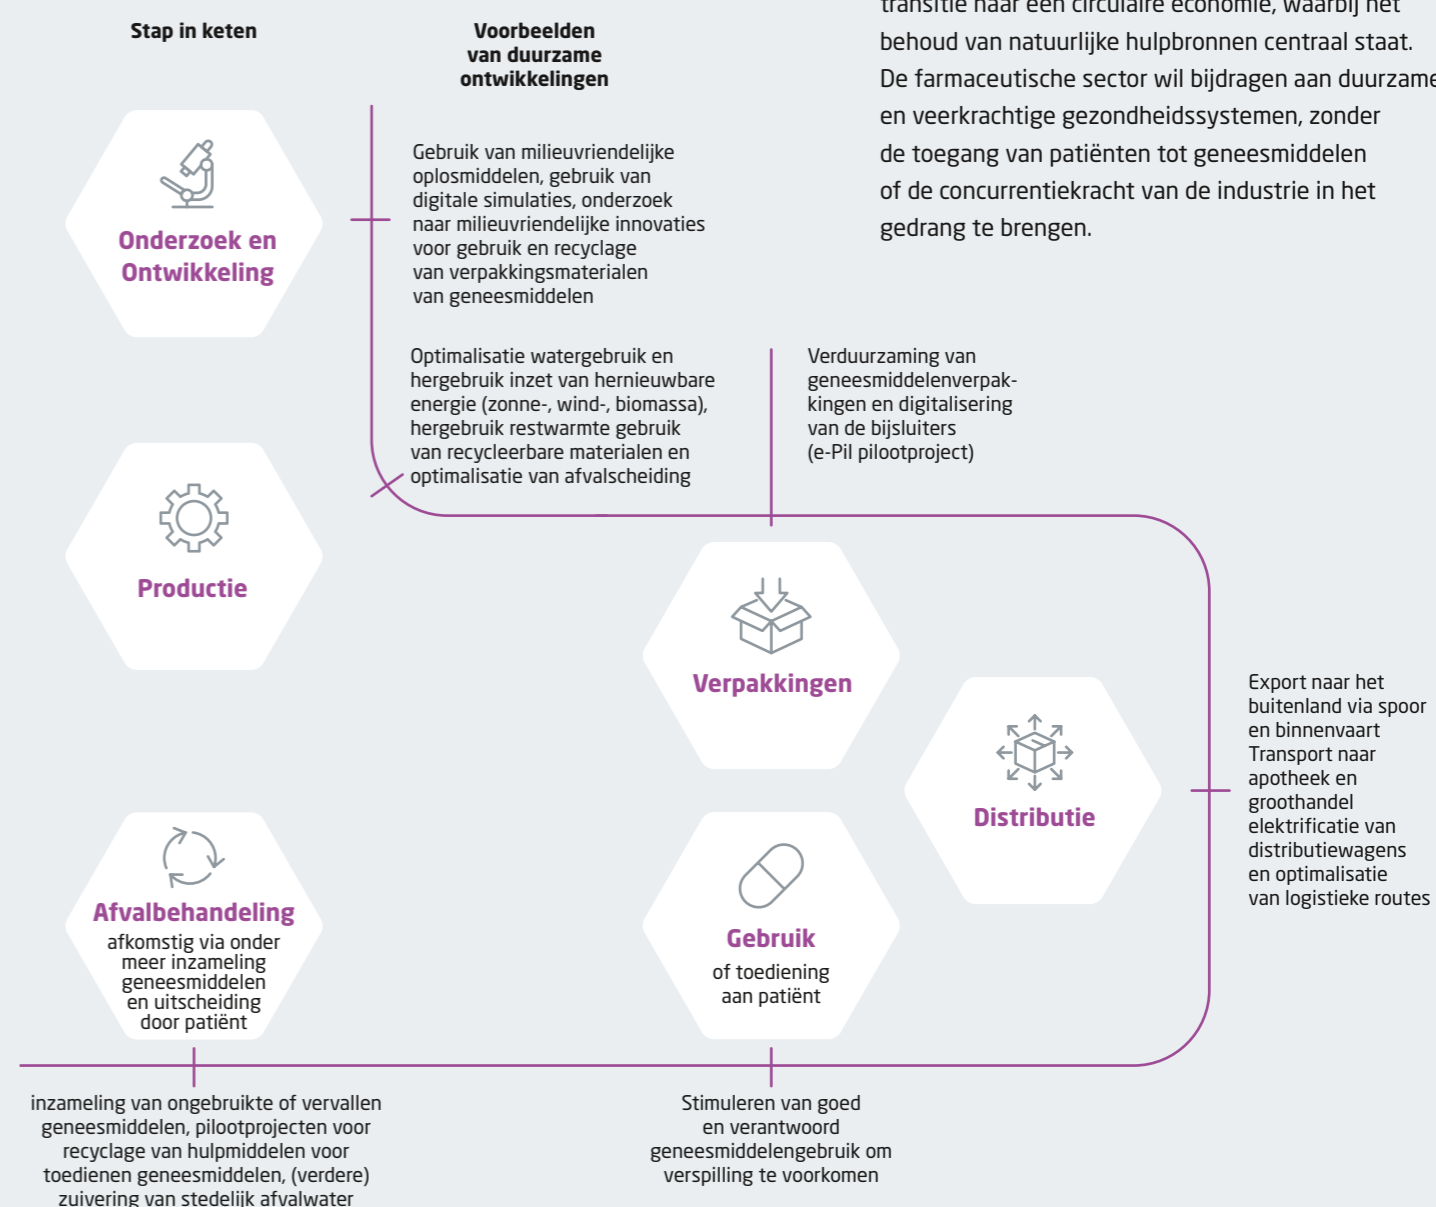 Stap in keten
Voorbeelden
van duurzame
ontwikkelingen
transitie naar een circulaire economie, waarbij het
behoud van natuurlijke hulpbronnen centraal staat.
De farmaceutische sector wil bijdragen aan duurzame
en veerkrachtige gezondheidssystemen, zonder
de toegang van patiënten tot geneesmiddelen
of de concurrentiekracht van de industrie in het
gedrang te brengen.
Onderzoek en
Ontwikkeling
Gebruik van milieuvriendelijke
oplosmiddelen, gebruik van
digitale simulaties, onderzoek
naar milieuvriendelijke innovaties
voor gebruik en recyclage
van verpakkingsmaterialen
van geneesmiddelen
Optimalisatie watergebruik en
hergebruik inzet van hernieuwbare
energie (zonne-, wind-, biomassa),
hergebruik restwarmte gebruik
van recycleerbare materialen en
optimalisatie van afvalscheiding
Verduurzaming van
geneesmiddelenverpak-
kingen en digitalisering
van de bijsluiters
(e-Pil pilootproject)
Productie
Verpakkingen
Distributie
Export naar het
buitenland via spoor
en binnenvaart
Transport naar
apotheek en
groothandel
elektrificatie van
distributiewagens
en optimalisatie
van logistieke routes
Afvalbehandeling
afkomstig via onder
meer inzameling
geneesmiddelen
en uitscheiding
door patiënt
Gebruik
of toediening
aan patiënt
inzameling van ongebruikte of vervallen
geneesmiddelen, pilootprojecten voor
recyclage van hulpmiddelen voor
toedienen geneesmiddelen, (verdere)
zuivering van stedelijk afvalwater
Stimuleren van goed
en verantwoord
geneesmiddelengebruik om
verspilling te voorkomen